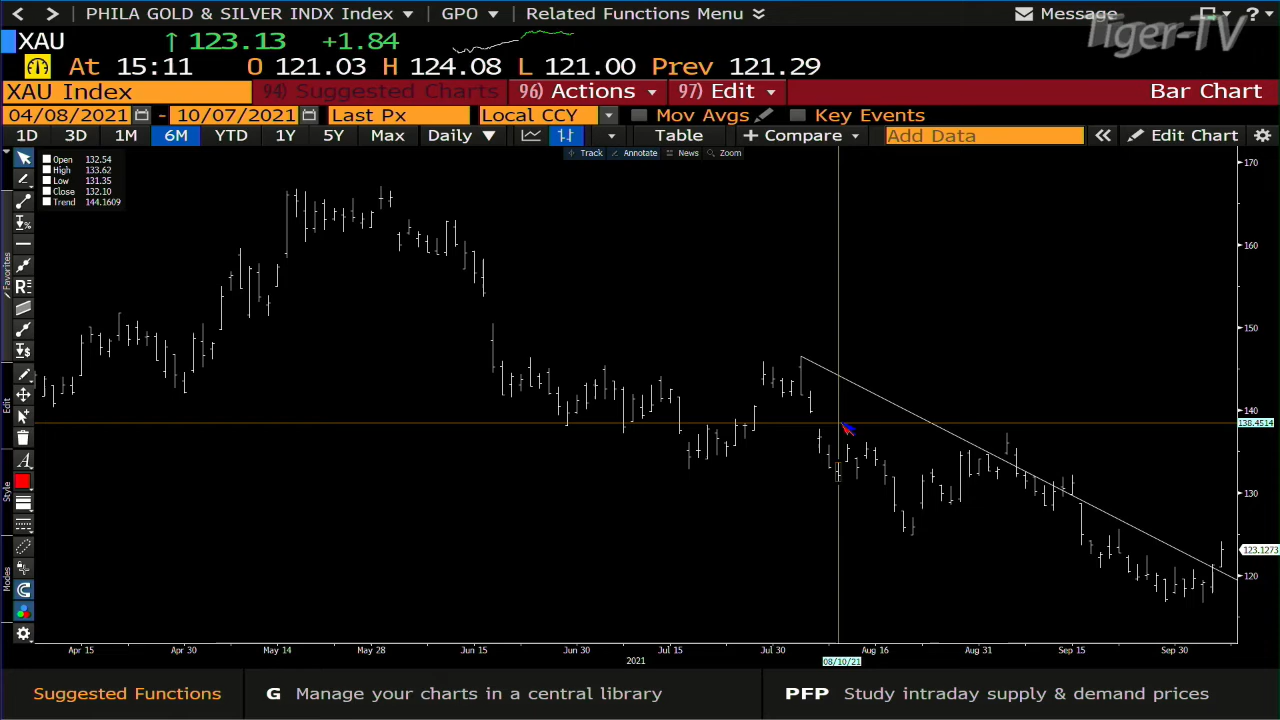 PHILA GOLD & SILVER INDX Index GPO Related Functions Menu Message ?
Tiger-TV
XAU ↑ 123.13 +1.84
At 15:11 O 121.03 H 124.08 L 121.00 Prev 121.29
XAU Index 94) Suggested Charts 96) Actions 97) Edit Bar Chart
04/08/2021 - 10/07/2021 Last Px Local CCY Mov Avgs Key Events
1D 3D 1M 6M YTD 1Y 5Y Max Daily Table + Compare Add Data Edit Chart
Track Annotate News Zoom
Open 132.54
High 133.62
Low 131.35
Close 132.10
Trend 144.1609
170
160
150
140
138.4514
130
123.1273
120
Favorites
Edit
Style
Modes
Apr 15 Apr 30 May 14 May 28 Jun 15 Jun 30 Jul 15 Jul 30 Aug 16 Aug 31 Sep 15 Sep 30
2021 08/10/21
Suggested Functions G Manage your charts in a central library PFP Study intraday supply & demand prices